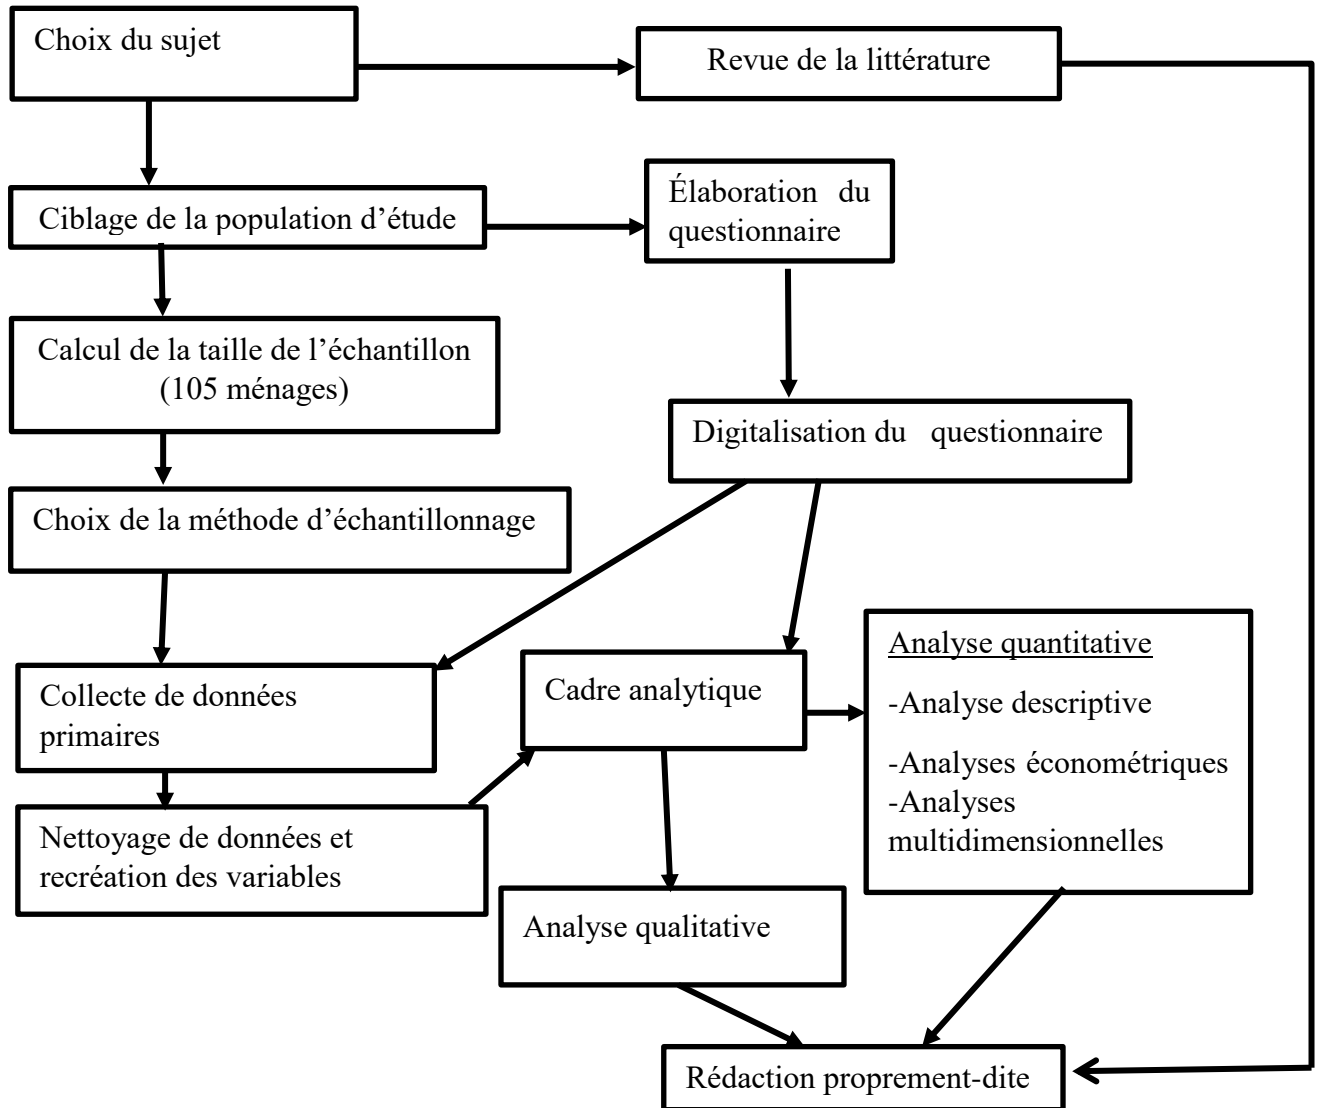 Choix du sujet
Revue de la littérature
Ciblage de la population d’étude
Élaboration du
questionnaire
Calcul de la taille de l’échantillon
(105 ménages)
Digitalisation du questionnaire
Choix de la méthode d’échantillonnage
Collecte de données
primaires
Cadre analytique
Analyse quantitative
-Analyse descriptive
-Analyses économétriques
-Analyses
multidimensionnelles
Nettoyage de données et
recréation des variables
Analyse qualitative
Rédaction proprement-dite